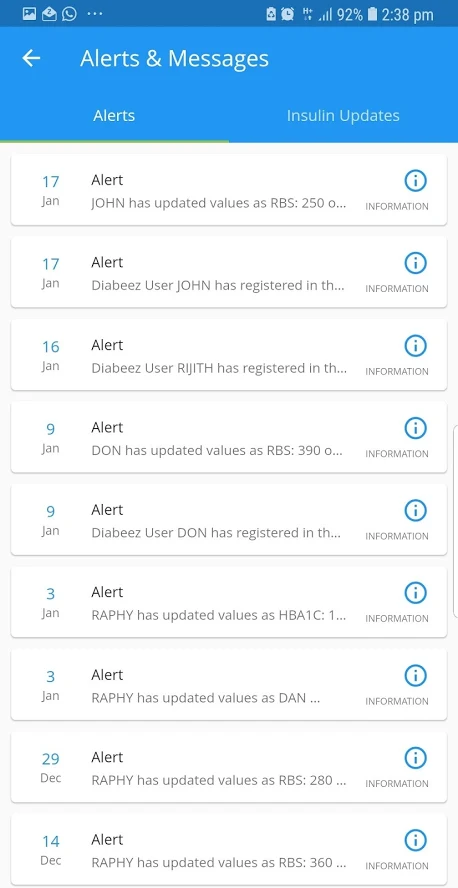 92% 2:38 pm
Alerts & Messages
Alerts Insulin Updates
17 Alert
Jan JOHN has updated values as RBS: 250 o... INFORMATION
17 Alert
Jan Diabeez User JOHN has registered in th... INFORMATION
16 Alert
Jan Diabeez User RIJITH has registered in th... INFORMATION
9 Alert
Jan DON has updated values as RBS: 390 o... INFORMATION
9 Alert
Jan Diabeez User DON has registered in th... INFORMATION
3 Alert
Jan RAPHY has updated values as HBA1C: 1... INFORMATION
3 Alert
Jan RAPHY has updated values as DAN ... INFORMATION
29 Alert
Dec RAPHY has updated values as RBS: 280 ... INFORMATION
14 Alert
Dec RAPHY has updated values as RBS: 360 ... INFORMATION